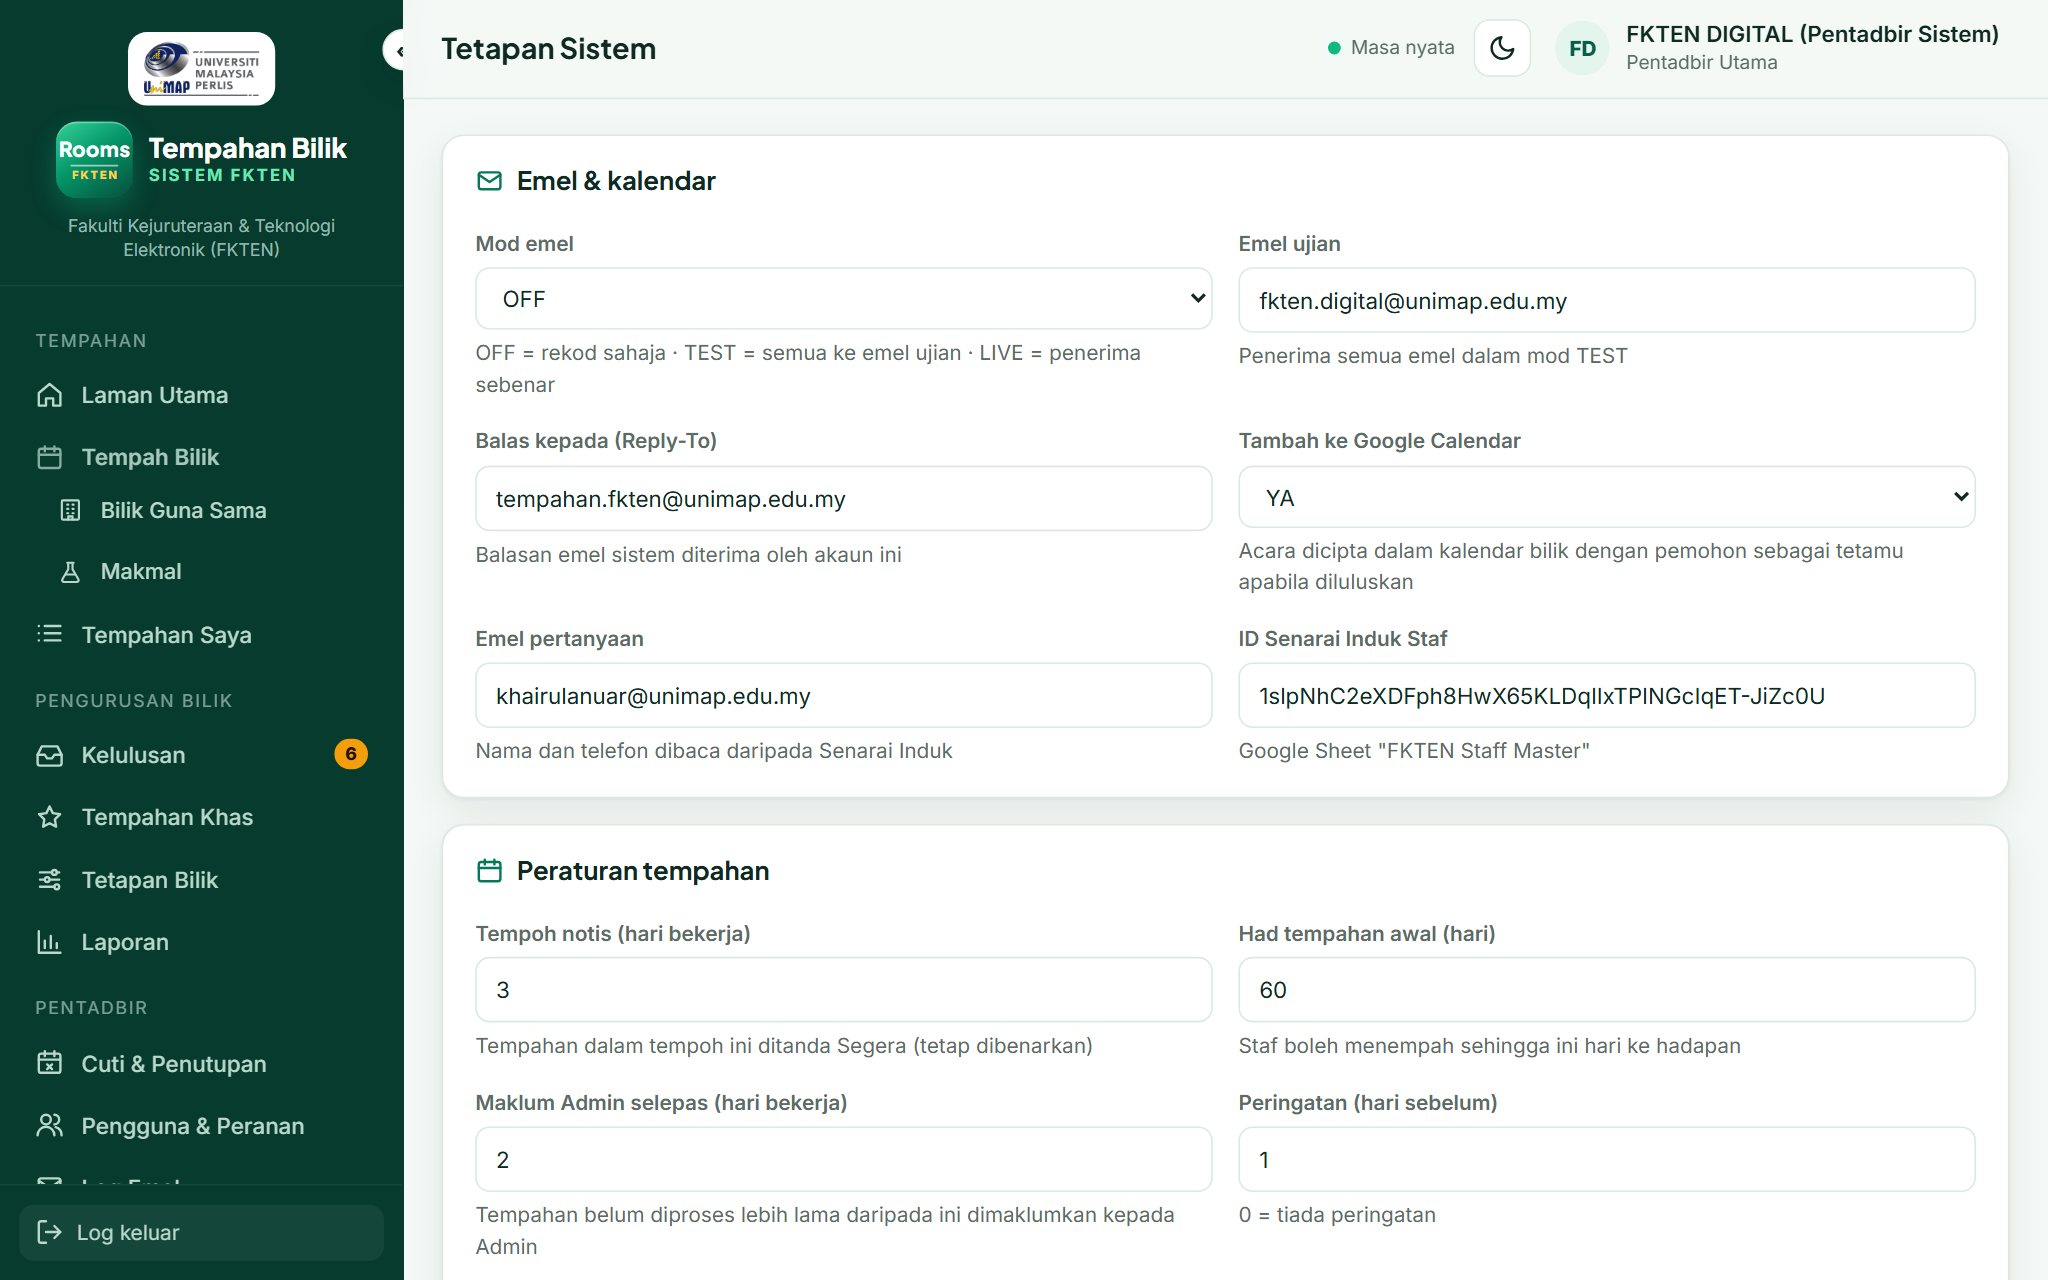 UNIVERSITI
MALAYSIA
PERLIS
UniMAP
Rooms
FKTEN
Tempahan Bilik
SISTEM FKTEN
Fakulti Kejuruteraan & Teknologi
Elektronik (FKTEN)
TEMPAHAN
Laman Utama
Tempah Bilik
Bilik Guna Sama
Makmal
Tempahan Saya
PENGURUSAN BILIK
Kelulusan
6
Tempahan Khas
Tetapan Bilik
Laporan
PENTADBIR
Cuti & Penutupan
Pengguna & Peranan
Log keluar
Tetapan Sistem
Masa nyata
FD
FKTEN DIGITAL (Pentadbir Sistem)
Pentadbir Utama
Emel & kalendar
Mod emel
OFF
OFF = rekod sahaja · TEST = semua ke emel ujian · LIVE = penerima
sebenar
Emel ujian
fkten.digital@unimap.edu.my
Penerima semua emel dalam mod TEST
Balas kepada (Reply-To)
tempahan.fkten@unimap.edu.my
Balasan emel sistem diterima oleh akaun ini
Tambah ke Google Calendar
YA
Acara dicipta dalam kalendar bilik dengan pemohon sebagai tetamu
apabila diluluskan
Emel pertanyaan
khairulanuar@unimap.edu.my
Nama dan telefon dibaca daripada Senarai Induk
ID Senarai Induk Staf
Google Sheet "FKTEN Staff Master"
Peraturan tempahan
Tempoh notis (hari bekerja)
3
Tempahan dalam tempoh ini ditanda Segera (tetap dibenarkan)
Had tempahan awal (hari)
60
Staf boleh menempah sehingga ini hari ke hadapan
Maklum Admin selepas (hari bekerja)
2
Tempahan belum diproses lebih lama daripada ini dimaklumkan kepada
Admin
Peringatan (hari sebelum)
1
0 = tiada peringatan